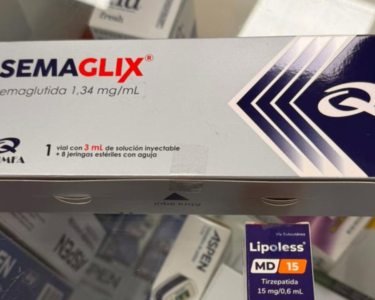 fresh
SEMAGLIX®
emaglutida 1,34 mg/mL
1 vial con 3 mL de solución inyectable
+ 8 jeringas estériles con aguja
ASPEN
Lipoless®
MD 15
Tirzepatida
15 mg/0,6 mL